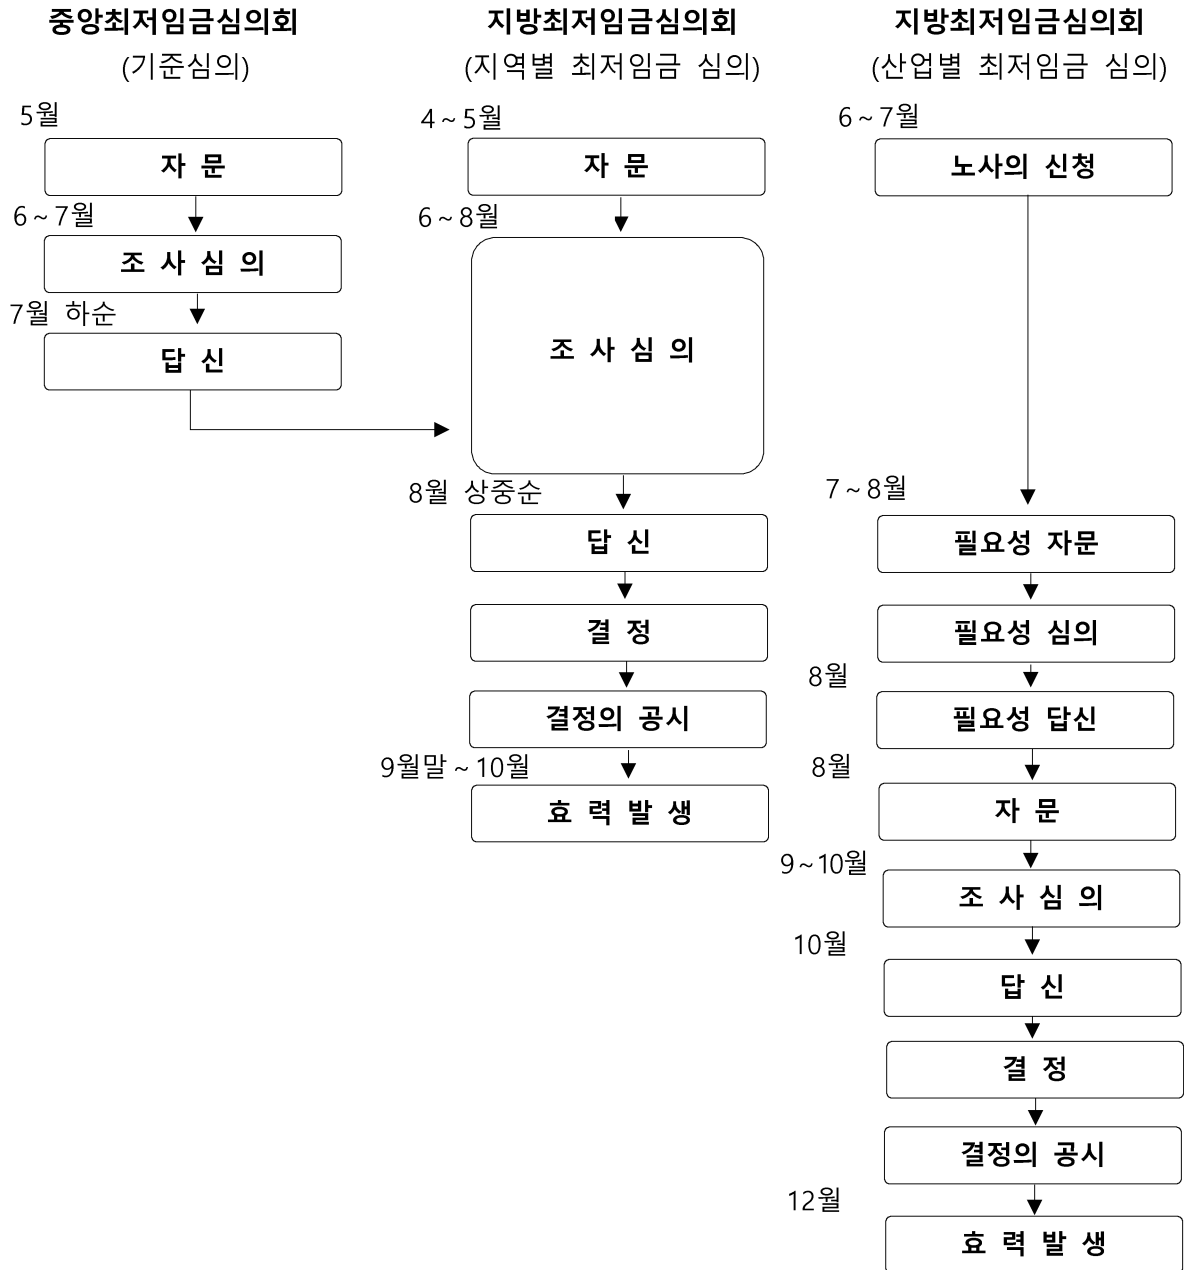 중앙최저임금심의회
(기준심의)
5월
자 문
6~7월
조 사 심 의
7월 하순
답 신
지방최저임금심의회
(지역별 최저임금 심의)
4~5월
자 문
6~8월
조 사 심 의
8월 상중순
답 신
결 정
결정의 공시
9월말~10월
효 력 발 생
지방최저임금심의회
(산업별 최저임금 심의)
6~7월
노사의 신청
7~8월
필요성 자문
필요성 심의
8월
필요성 답신
8월
자 문
9~10월
조 사 심 의
10월
답 신
결 정
결정의 공시
12월
효 력 발 생